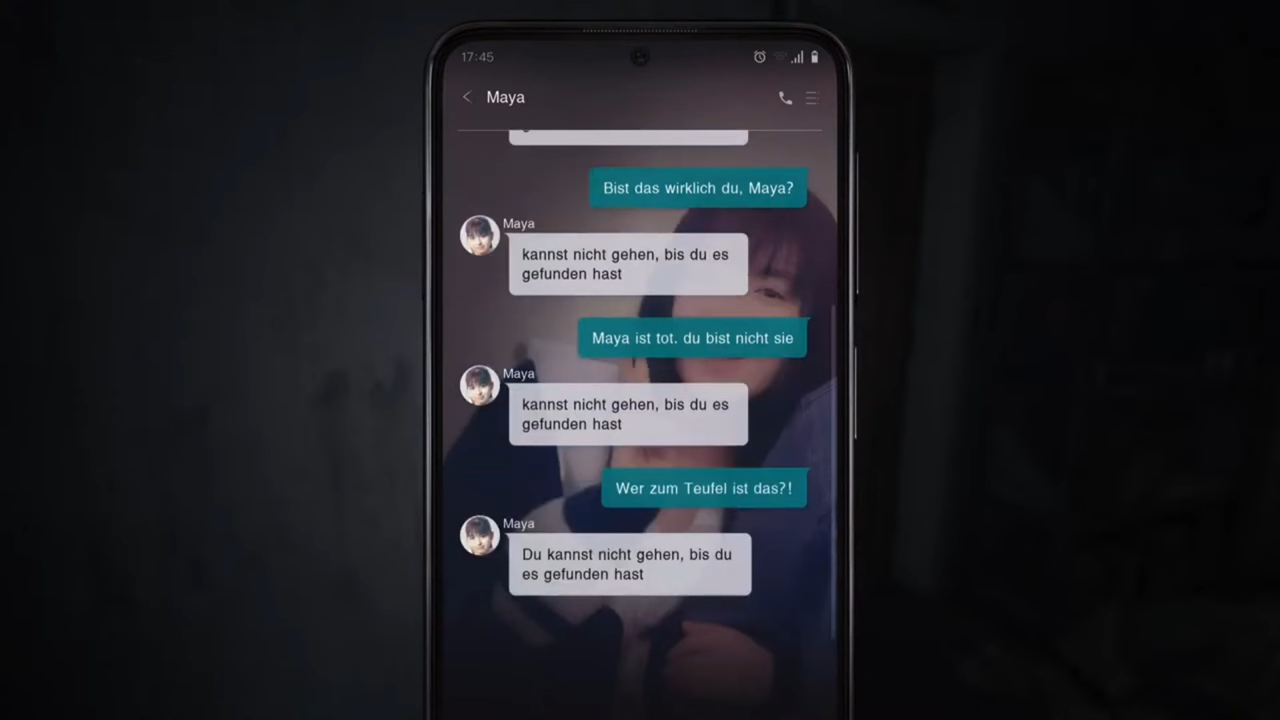 17:45
Maya
Bist das wirklich du, Maya?
Maya
kannst nicht gehen, bis du es
gefunden hast
Maya ist tot. du bist nicht sie
Maya
kannst nicht gehen, bis du es
gefunden hast
Wer zum Teufel ist das?!
Maya
Du kannst nicht gehen, bis du
es gefunden hast